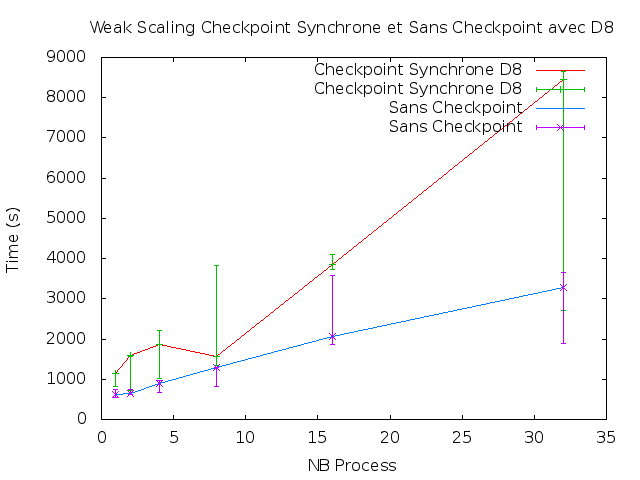 Weak Scaling Checkpoint Synchrone et Sans Checkpoint avec D8
9000
8000
7000
6000
5000
4000
3000
2000
1000
0
Time (s)
Checkpoint Synchrone D8
Checkpoint Synchrone D8
Sans Checkpoint
Sans Checkpoint
0 5 10 15 20 25 30 35
NB Process